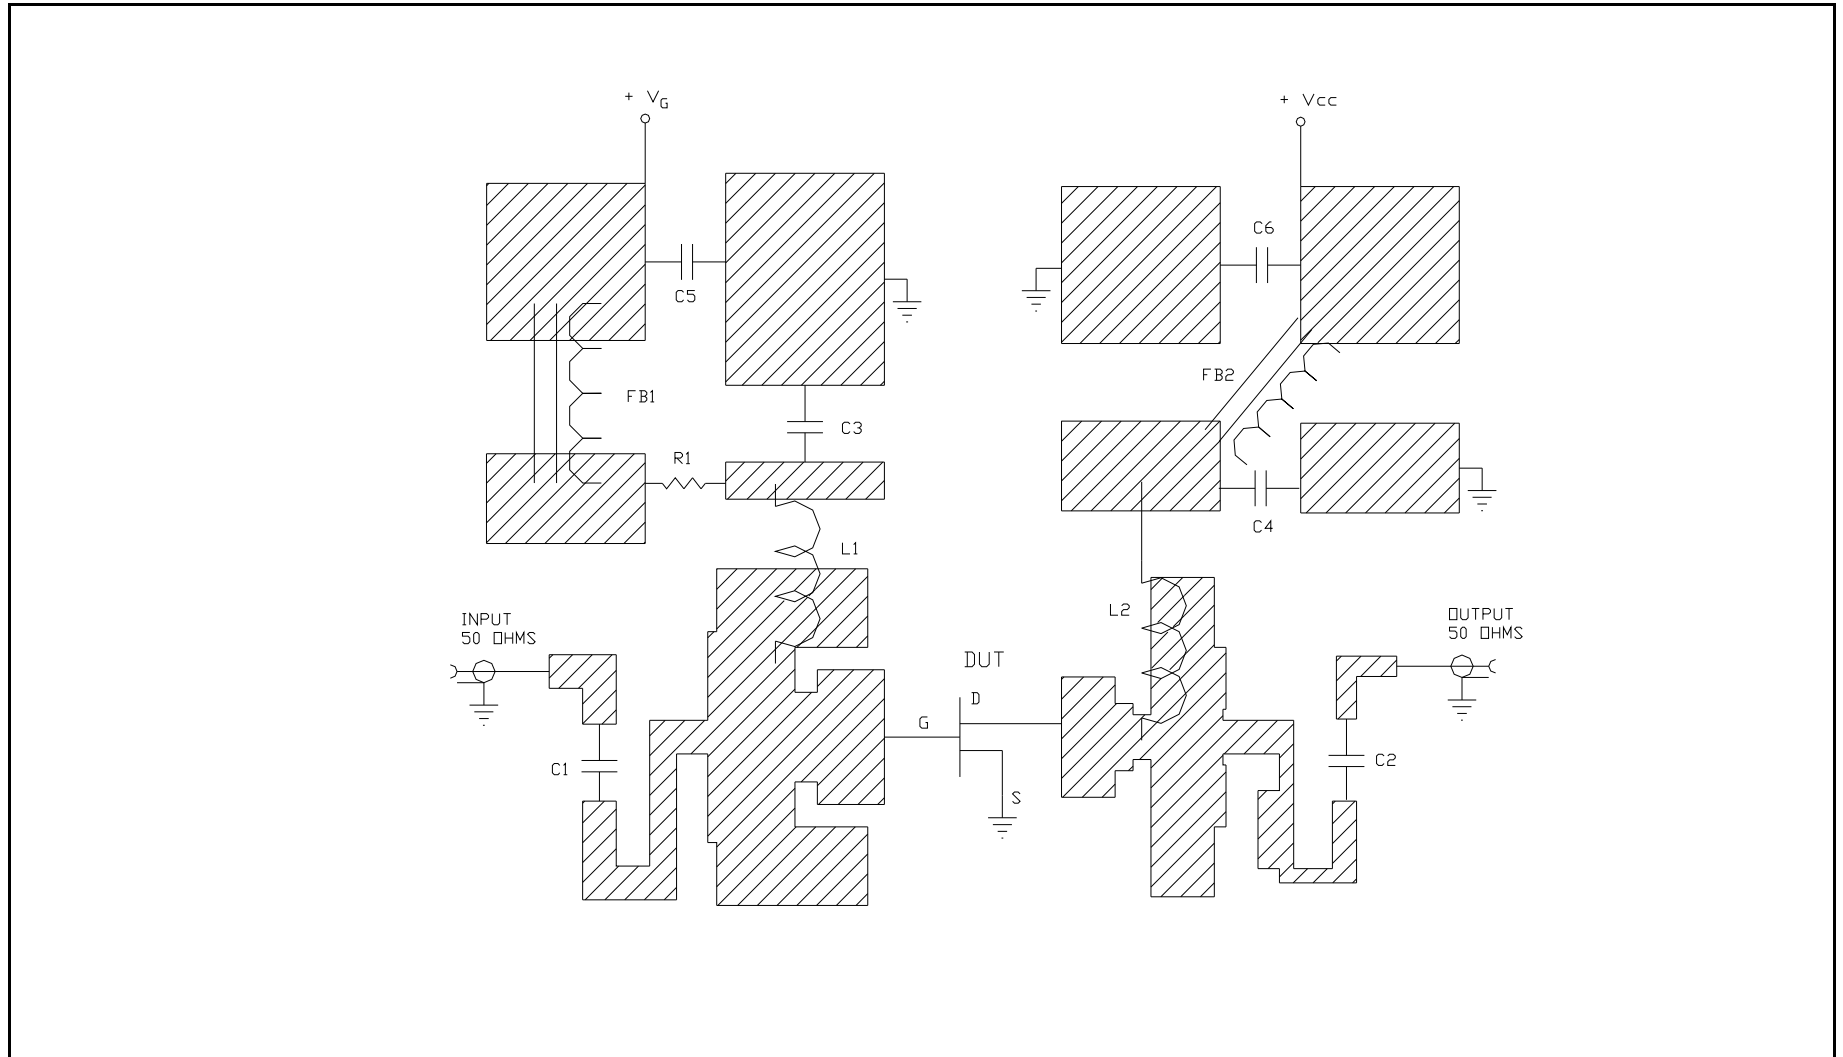 + VG
+ Vcc
C6
C5
FB2
FB1
C3
R1
C4
L1
L2
INPUT
50 OHMS
OUTPUT
50 OHMS
DUT
D
G
C1
C2
S